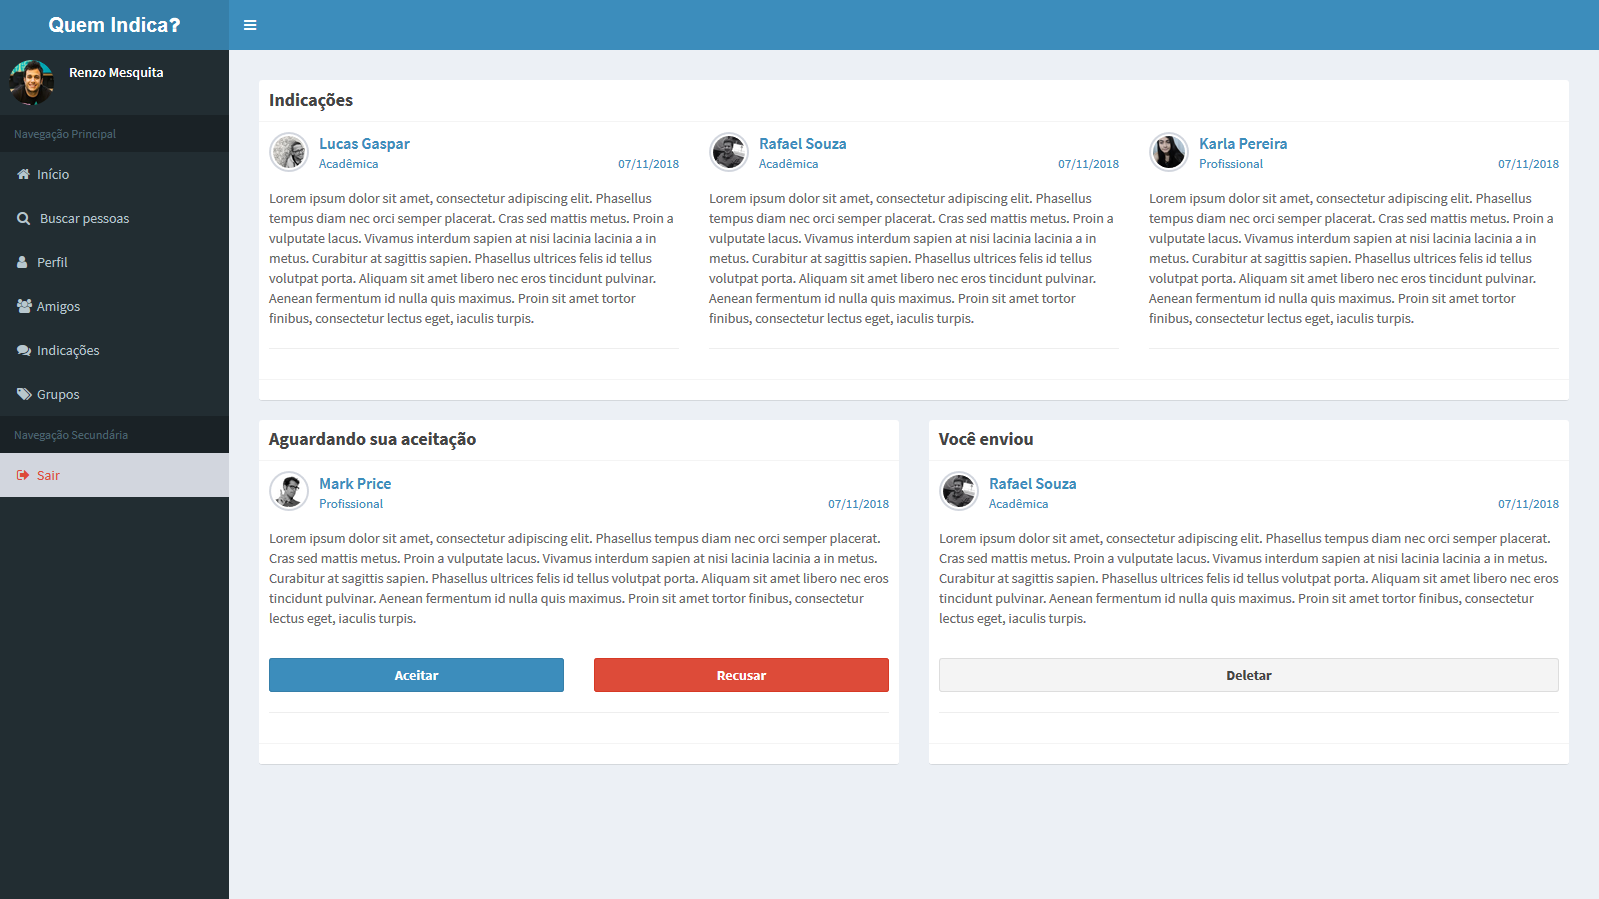 Quem Indica?
Renzo Mesquita
Navegação Principal
Início
Buscar pessoas
Perfil
Amigos
Indicações
Grupos
Navegação Secundária
Sair
Indicações
Lucas Gaspar
Acadêmica 07/11/2018
Lorem ipsum dolor sit amet, consectetur adipiscing elit. Phasellus
tempus diam nec orci semper placerat. Cras sed mattis metus. Proin a
vulputate lacus. Vivamus interdum sapien at nisi lacinia lacinia a in
metus. Curabitur at sagittis sapien. Phasellus ultrices felis id tellus
volutpat porta. Aliquam sit amet libero nec eros tincidunt pulvinar.
Aenean fermentum id nulla quis maximus. Proin sit amet tortor
finibus, consectetur lectus eget, iaculis turpis.
Rafael Souza
Acadêmica 07/11/2018
Lorem ipsum dolor sit amet, consectetur adipiscing elit. Phasellus
tempus diam nec orci semper placerat. Cras sed mattis metus. Proin a
vulputate lacus. Vivamus interdum sapien at nisi lacinia lacinia a in
metus. Curabitur at sagittis sapien. Phasellus ultrices felis id tellus
volutpat porta. Aliquam sit amet libero nec eros tincidunt pulvinar.
Aenean fermentum id nulla quis maximus. Proin sit amet tortor
finibus, consectetur lectus eget, iaculis turpis.
Karla Pereira
Profissional 07/11/2018
Lorem ipsum dolor sit amet, consectetur adipiscing elit. Phasellus
tempus diam nec orci semper placerat. Cras sed mattis metus. Proin a
vulputate lacus. Vivamus interdum sapien at nisi lacinia lacinia a in
metus. Curabitur at sagittis sapien. Phasellus ultrices felis id tellus
volutpat porta. Aliquam sit amet libero nec eros tincidunt pulvinar.
Aenean fermentum id nulla quis maximus. Proin sit amet tortor
finibus, consectetur lectus eget, iaculis turpis.
Aguardando sua aceitação
Mark Price
Profissional 07/11/2018
Lorem ipsum dolor sit amet, consectetur adipiscing elit. Phasellus tempus diam nec orci semper placerat.
Cras sed mattis metus. Proin a vulputate lacus. Vivamus interdum sapien at nisi lacinia lacinia a in metus.
Curabitur at sagittis sapien. Phasellus ultrices felis id tellus volutpat porta. Aliquam sit amet libero nec eros
tincidunt pulvinar. Aenean fermentum id nulla quis maximus. Proin sit amet tortor finibus, consectetur
lectus eget, iaculis turpis.
Aceitar Recusar
Você enviou
Rafael Souza
Acadêmica 07/11/2018
Lorem ipsum dolor sit amet, consectetur adipiscing elit. Phasellus tempus diam nec orci semper placerat.
Cras sed mattis metus. Proin a vulputate lacus. Vivamus interdum sapien at nisi lacinia lacinia a in metus.
Curabitur at sagittis sapien. Phasellus ultrices felis id tellus volutpat porta. Aliquam sit amet libero nec eros
tincidunt pulvinar. Aenean fermentum id nulla quis maximus. Proin sit amet tortor finibus, consectetur
lectus eget, iaculis turpis.
Deletar